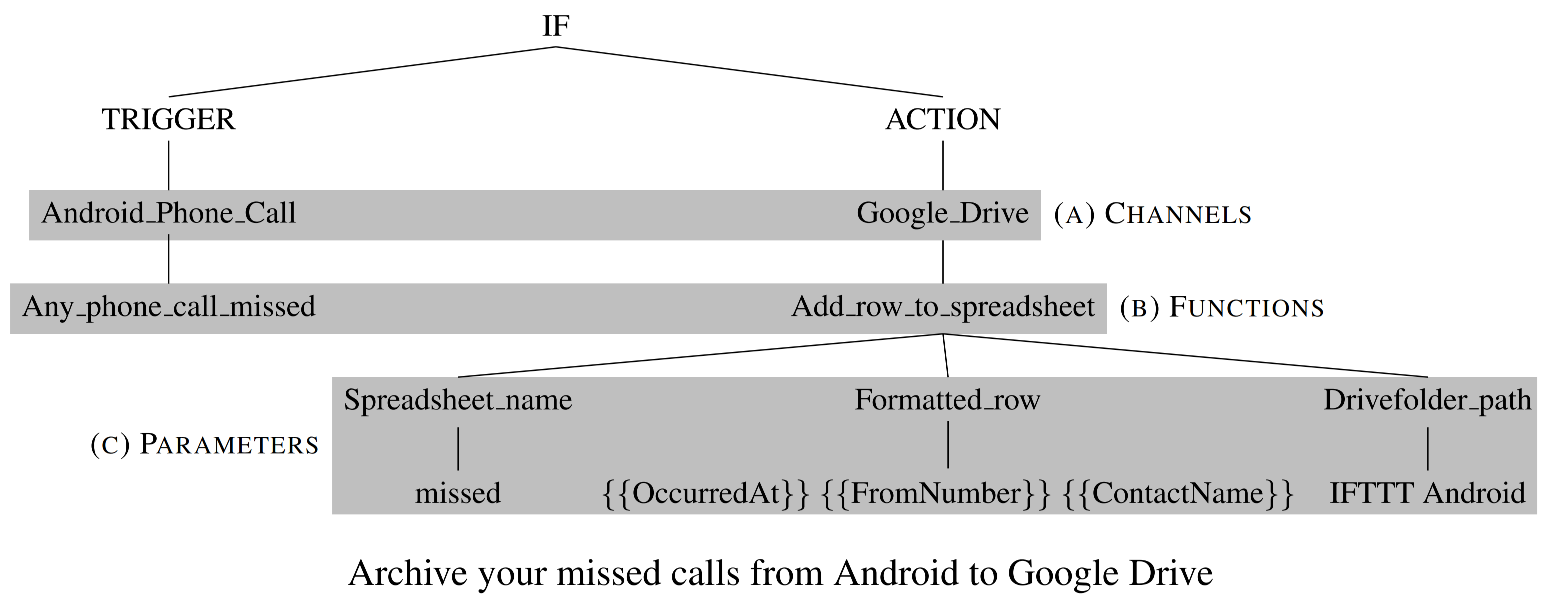 IF
TRIGGER ACTION
Android_Phone_Call Google_Drive (A) CHANNELS
Any_phone_call_missed Add_row_to_spreadsheet (B) FUNCTIONS
Spreadsheet_name Formatted_row Drivefolder_path
(C) PARAMETERS
missed {{OccurredAt}} {{FromNumber}} {{ContactName}} IFTTT Android
Archive your missed calls from Android to Google Drive